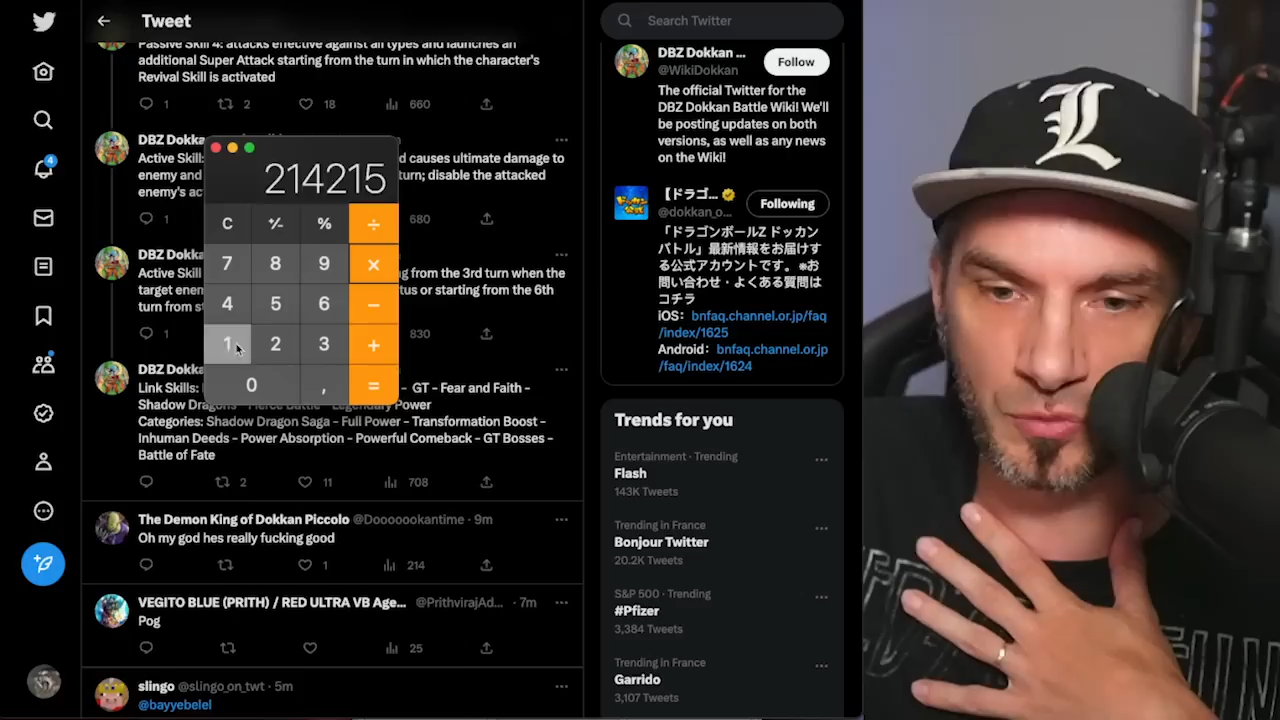 Tweet
Passive Skill 4: attacks effective against all types and launches an
additional Super Attack starting from the turn in which the character's
Revival Skill is activated
1 2 18 660
DBZ Dokka
Active Skill: d causes ultimate damage to
enemy and turn; disable the attacked
enemy's ac
1 680
DBZ Dokka
Active Skill g from the 3rd turn when the
target enem tus or starting from the 6th
turn from st
1 830
DBZ Dokka
Link Skills: – GT – Fear and Faith –
Shadow Dragons – Fierce Battle – Legendary Power
Categories: Shadow Dragon Saga – Full Power – Transformation Boost –
Inhuman Deeds – Power Absorption – Powerful Comeback – GT Bosses –
Battle of Fate
2 11 708
The Demon King of Dokkan Piccolo @Dooooookantime · 9m
Oh my god hes really fucking good
1 214
VEGITO BLUE (PRITH) / RED ULTRA VB Age... @PrithvirajAd... · 7m
Pog
25
slingo @slingo_on_twt · 5m
@bayyebelel
214215
C +⁄- % ÷
7 8 9 ×
4 5 6 −
1 2 3 +
0 , =
4
Search Twitter
DBZ Dokkan ...
@WikiDokkan
Follow
The official Twitter for the
DBZ Dokkan Battle Wiki! We'll
be posting updates on both
versions, as well as any news
on the Wiki!
【ドラゴ...
@dokkan_o...
Following
「ドラゴンボールZ ドッカン
バトル」最新情報をお届けす
る公式アカウントです。※お
問い合わせ・よくある質問は
コチラ
iOS： bnfaq.channel.or.jp/faq
/index/1625
Android： bnfaq.channel.or.jp
/faq/index/1624
Trends for you
Entertainment · Trending
Flash
143K Tweets
Trending in France
Bonjour Twitter
20.2K Tweets
S&P 500 · Trending
#Pfizer
3,384 Tweets
Trending in France
Garrido
3,107 Tweets
L